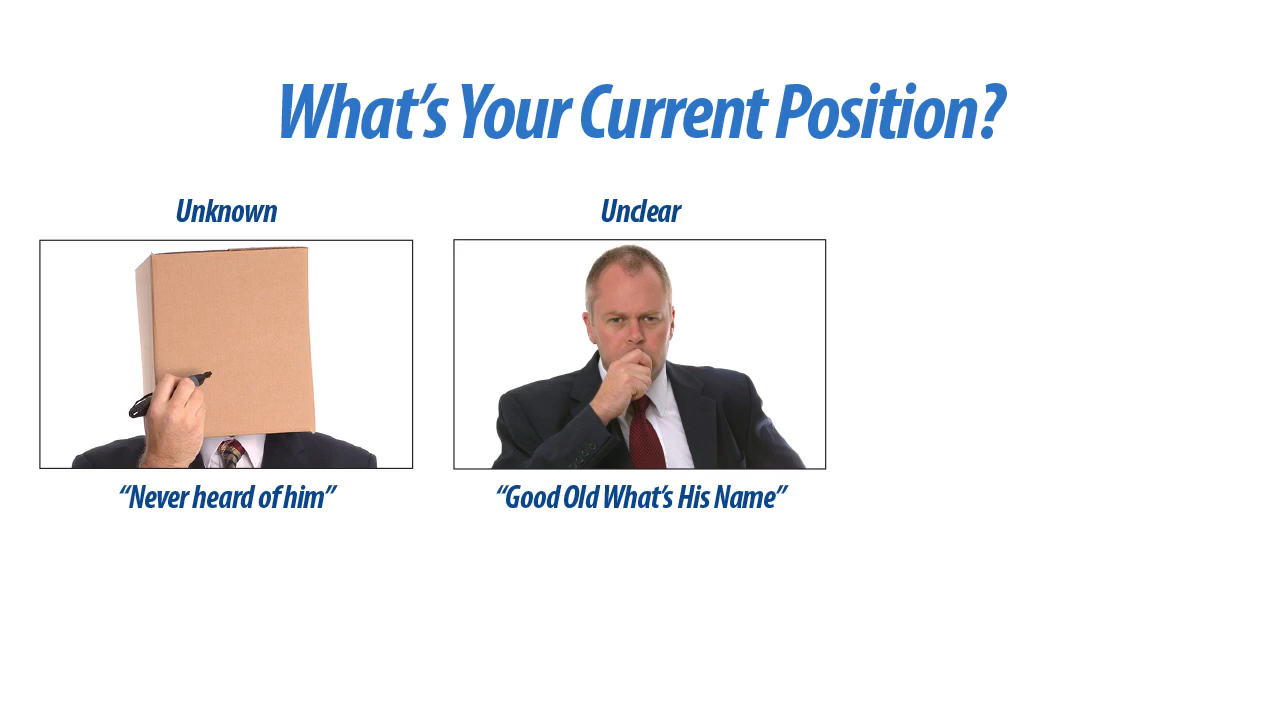 What’s Your Current Position?
Unknown
Unclear
“Never heard of him”
“Good Old What’s His Name”